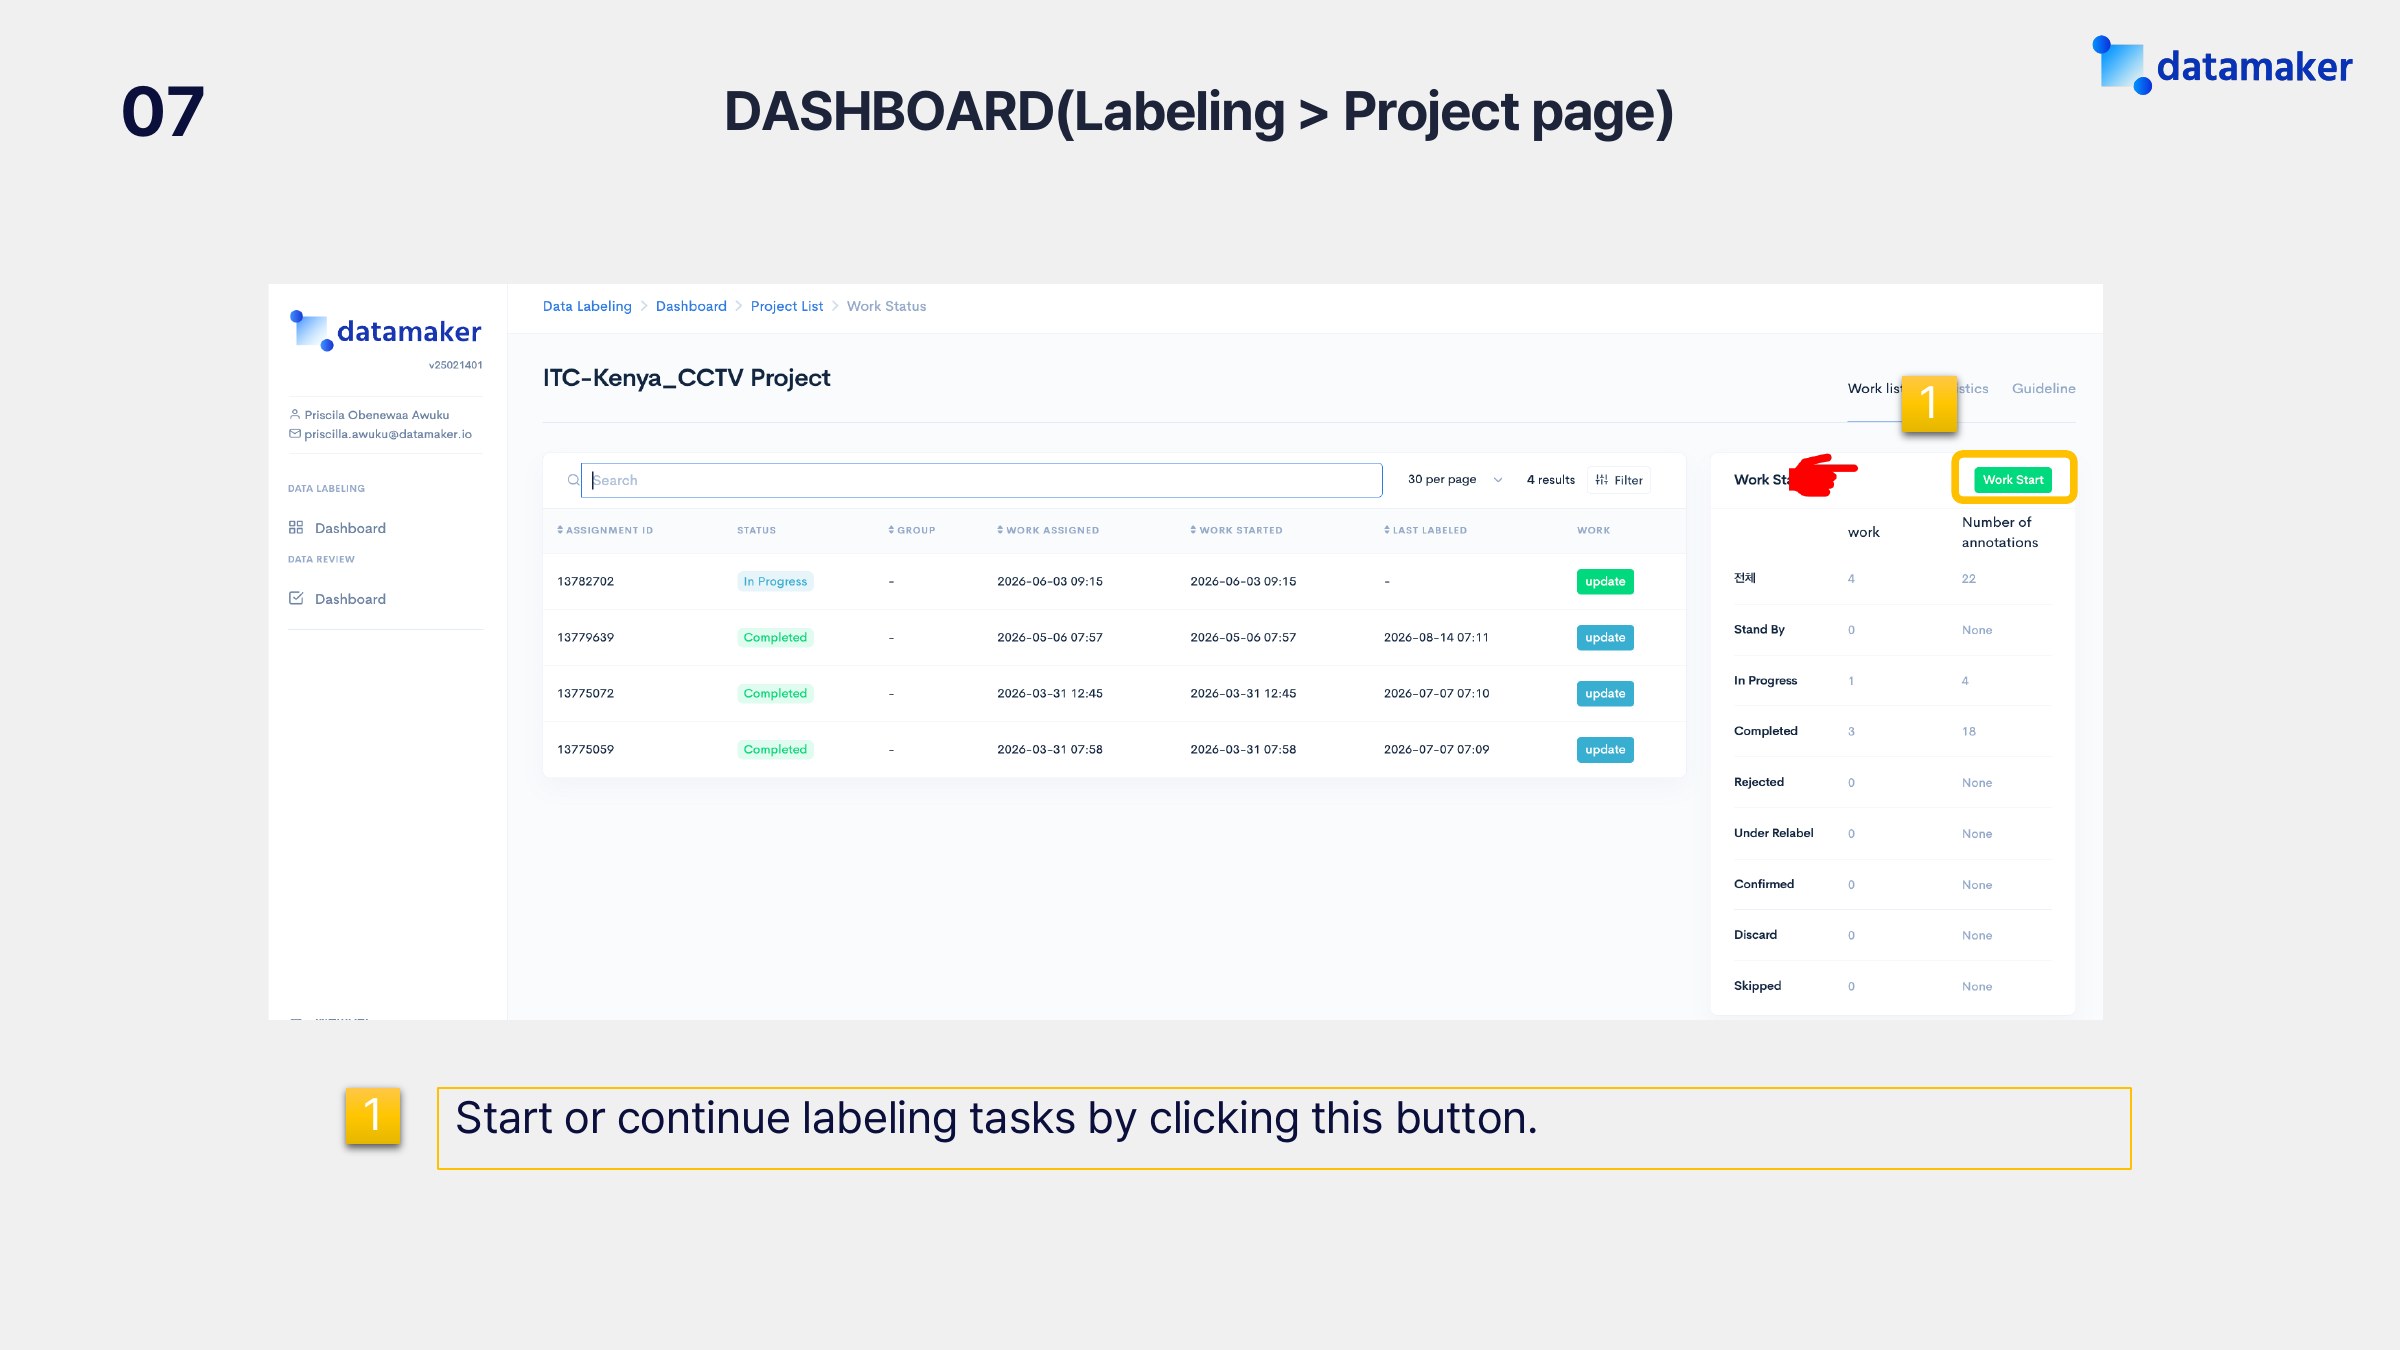 07
DASHBOARD(Labeling > Project page)
datamaker
datamaker
v25021401
Priscila Obenewaa Awuku
priscilla.awuku@datamaker.io
DATA LABELING
Dashboard
DATA REVIEW
Dashboard
Data Labeling > Dashboard > Project List > Work Status
ITC-Kenya_CCTV Project
Work list
Guideline
1
Search
30 per page
4 results
Filter
ASSIGNMENT ID STATUS GROUP WORK ASSIGNED WORK STARTED LAST LABELED WORK
13782702 In Progress - 2026-06-03 09:15 2026-06-03 09:15 - update
13779639 Completed - 2026-05-06 07:57 2026-05-06 07:57 2026-08-14 07:11 update
13775072 Completed - 2026-03-31 12:45 2026-03-31 12:45 2026-07-07 07:10 update
13775059 Completed - 2026-03-31 07:58 2026-03-31 07:58 2026-07-07 07:09 update
Work
Work Start
work Number of
annotations
전체 4 22
Stand By 0 None
In Progress 1 4
Completed 3 18
Rejected 0 None
Under Relabel 0 None
Confirmed 0 None
Discard 0 None
Skipped 0 None
1
Start or continue labeling tasks by clicking this button.